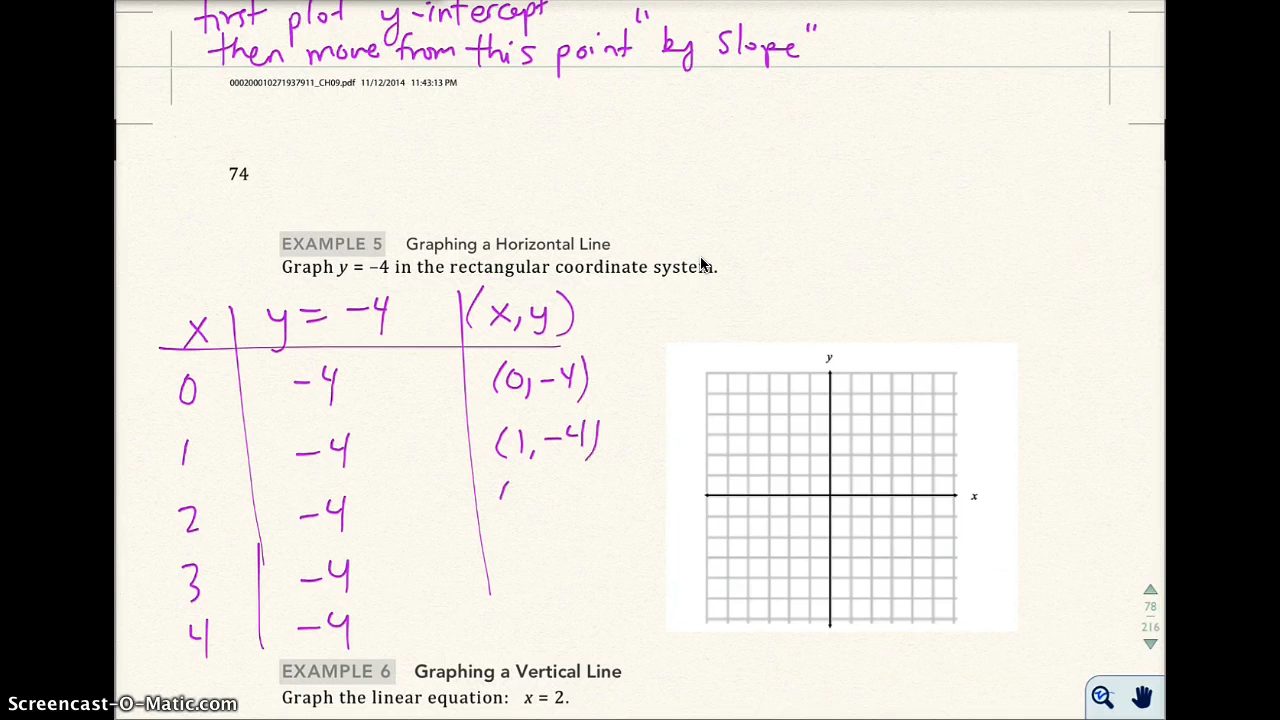 first plot y-intercept
then move from this point "by slope"
000200010271937911_CH09.pdf 11/12/2014 11:43:13 PM
74
EXAMPLE 5 Graphing a Horizontal Line
Graph y = −4 in the rectangular coordinate system.
x y = −4 (x, y)
0 −4 (0, −4)
1 −4 (1, −4)
2 −4 (
3 −4
4 −4
y
x
78
216
EXAMPLE 6 Graphing a Vertical Line
Graph the linear equation: x = 2.
Screencast-O-Matic.com